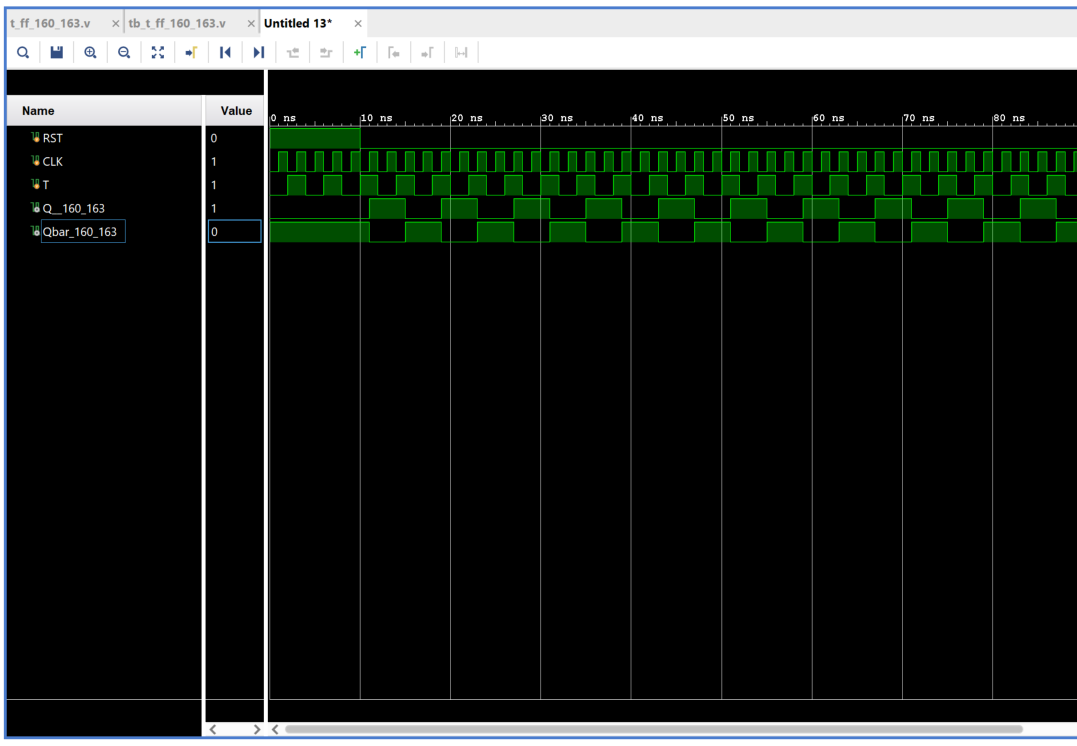 t_ff_160_163.v × tb_t_ff_160_163.v × Untitled 13* ×
Name Value
0 ns 10 ns 20 ns 30 ns 40 ns 50 ns 60 ns 70 ns 80 ns
RST 0
CLK 1
T 1
Q__160_163 1
Qbar_160_163 0